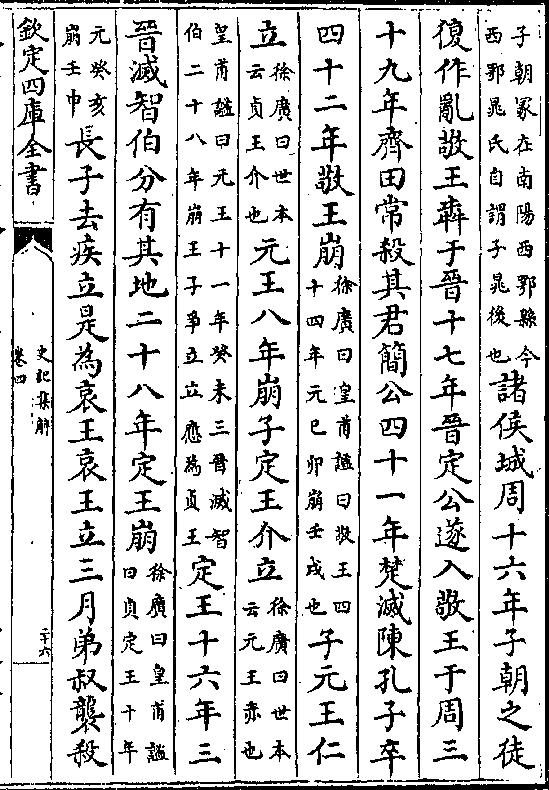 子朝冡在南陽西鄂縣今西鄂晁氏自謂子晁後也諸侯城周十六年子朝之徒
復作亂敬王犇于晉十七年晉定公遂入敬王于周三
十九年齊田常殺其君簡公四十一年楚滅陳孔子卒
四十二年敬王崩徐廣曰皇甫謐曰敬王四十四年元已卯崩壬戌也子元王仁
立徐廣曰世本云貞王介也元王八年崩子定王介立徐廣曰世本云元王赤也
皇甫謐曰元王十一年癸未三晉滅智伯二十八年崩王子爭立立應為貞王定王十六年三
晉滅智伯分有其地二十八年定王崩徐廣曰皇甫謐曰貞定王十年
元癸亥崩壬申長子去疾立是為哀王哀王立三月弟叔襲殺
欽定四庫全書
史記集解
卷四
二十六